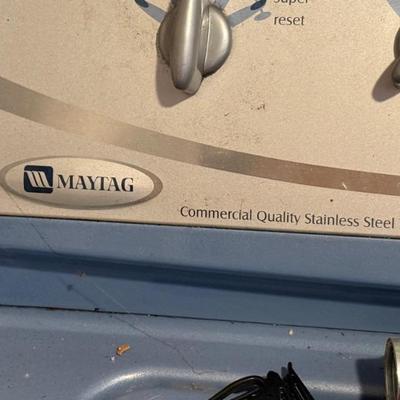 super
reset
MAYTAG
Commercial Quality Stainless Steel